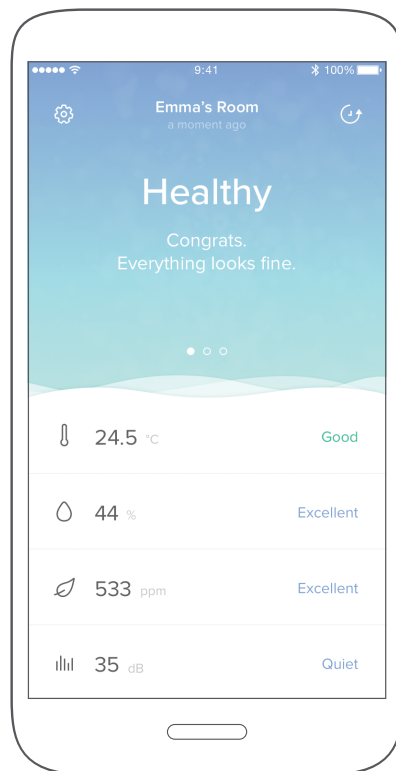 9:41
100%
Emma's Room
a moment ago
Healthy
Congrats.
Everything looks fine.
24.5 °C Good
44 % Excellent
533 ppm Excellent
35 dB Quiet